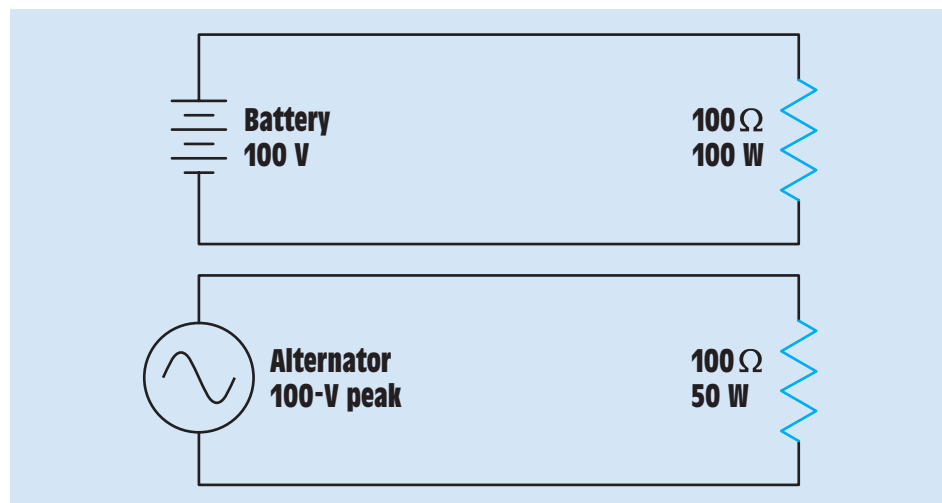 Battery
100 V
100 Ω
100 W
Alternator
100-V peak
100 Ω
50 W